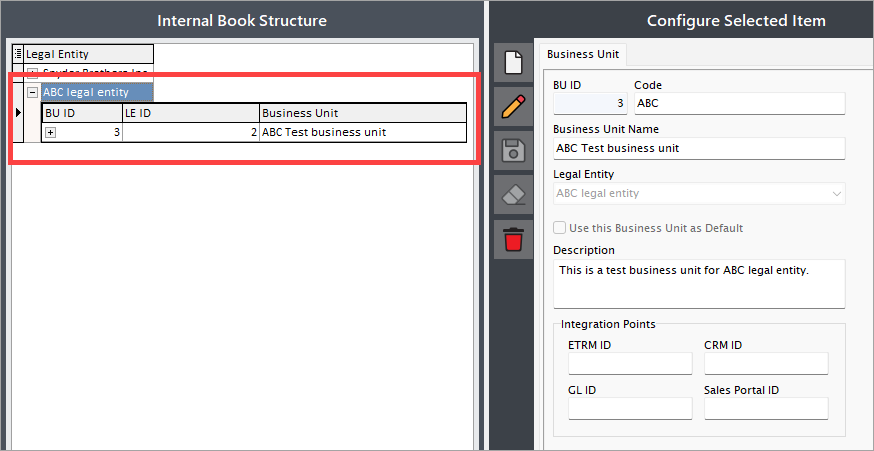 Internal Book Structure
Legal Entity
ABC legal entity
BU ID LE ID Business Unit
3 2 ABC Test business unit
Configure Selected Item
Business Unit
BU ID Code
3 ABC
Business Unit Name
ABC Test business unit
Legal Entity
ABC legal entity
Use this Business Unit as Default
Description
This is a test business unit for ABC legal entity.
Integration Points
ETRM ID CRM ID
GL ID Sales Portal ID